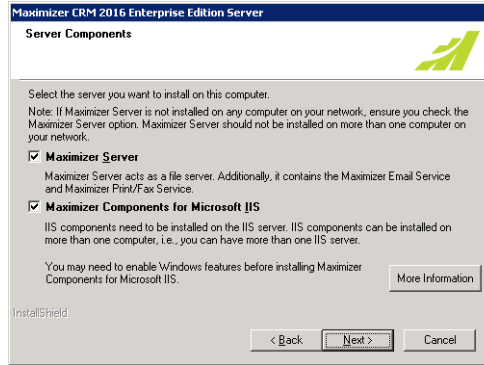 Maximizer CRM 2016 Enterprise Edition Server
Server Components
Select the server you want to install on this computer.
Note: If Maximizer Server is not installed on any computer on your network, ensure you check the
Maximizer Server option. Maximizer Server should not be installed on more than one computer on
your network.
Maximizer Server
Maximizer Server acts as a file server. Additionally, it contains the Maximizer Email Service
and Maximizer Print/Fax Service.
Maximizer Components for Microsoft IIS
IIS components need to be installed on the IIS server. IIS components can be installed on
more than one computer, i.e., you can have more than one IIS server.
You may need to enable Windows features before installing Maximizer
Components for Microsoft IIS.
More Information
InstallShield
< Back
Next >
Cancel